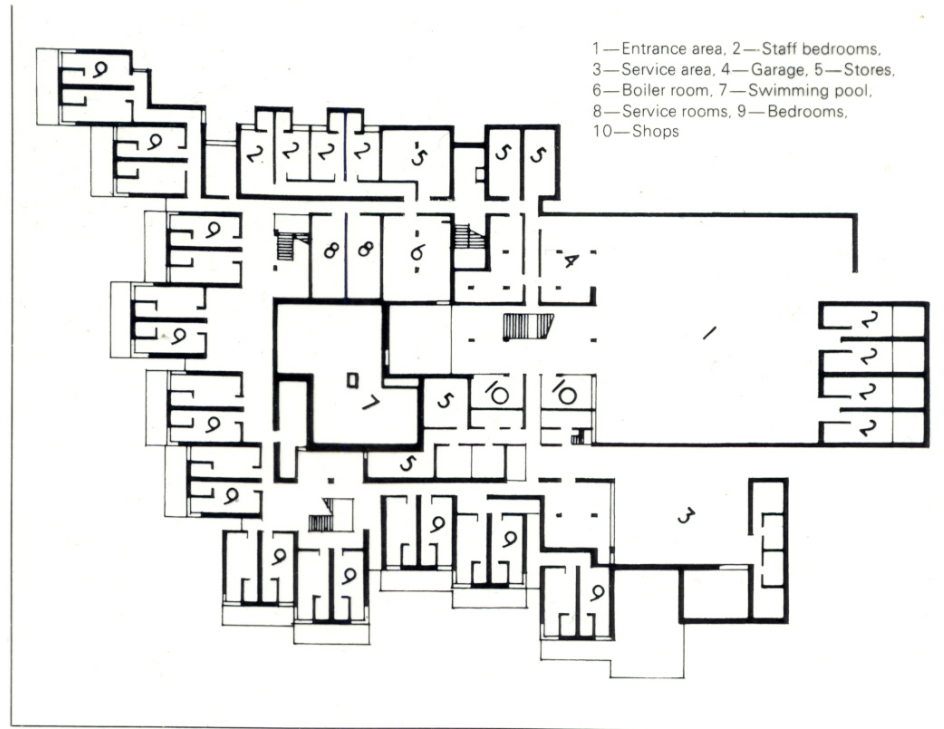 1—Entrance area, 2—Staff bedrooms,
3—Service area, 4—Garage, 5—Stores,
6—Boiler room, 7—Swimming pool,
8—Service rooms, 9—Bedrooms,
10—Shops
9
9
2 2 2 2 5 5 5
9
8 8 6 4
2
9 1
2
2
10 10
7 5
9 2
5
9
3
9 9
9
9 9